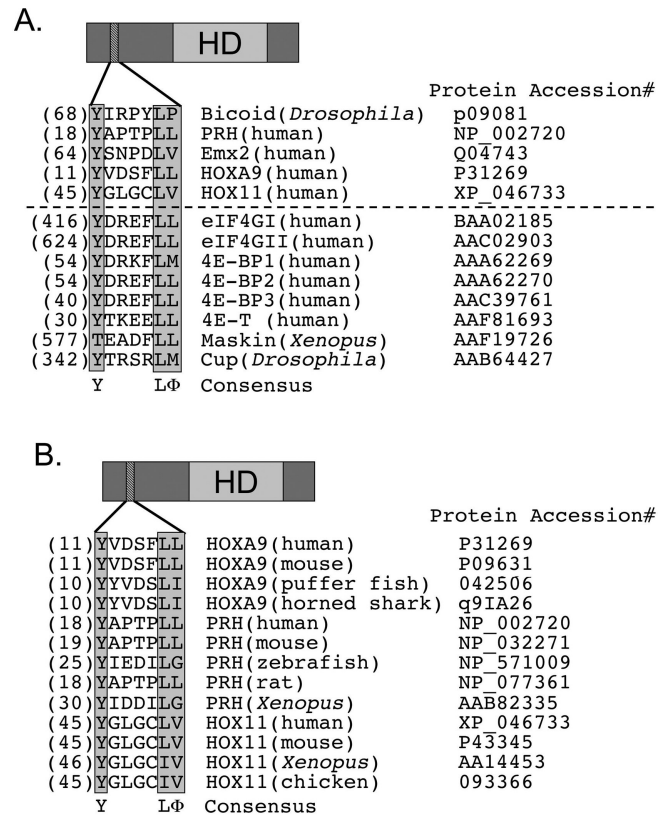 A.
HD
Protein Accession#
(68)YIRPYLP Bicoid(Drosophila) p09081
(18)YAPTPLL PRH(human) NP_002720
(64)YSNPDLV Emx2(human) Q04743
(11)YVDSFLL HOXA9(human) P31269
(45)YGLGCLV HOX11(human) XP_046733
(416)YDREFLL eIF4GI(human) BAA02185
(624)YDREFLL eIF4GII(human) AAC02903
(54)YDRKFLM 4E-BP1(human) AAA62269
(54)YDREFLL 4E-BP2(human) AAA62270
(40)YDREFLL 4E-BP3(human) AAC39761
(30)YTKEELL 4E-T (human) AAF81693
(577)TEADFLL Maskin(Xenopus) AAF19726
(342)YTRSRLM Cup(Drosophila) AAB64427
Y LΦ Consensus
B.
HD
Protein Accession#
(11)YVDSFLL HOXA9(human) P31269
(11)YVDSFLL HOXA9(mouse) P09631
(10)YYVDSLI HOXA9(puffer fish) O42506
(10)YYVDSLI HOXA9(horned shark) q9IA26
(18)YAPTPLL PRH(human) NP_002720
(19)YAPTPLL PRH(mouse) NP_032271
(25)YIEDILG PRH(zebrafish) NP_571009
(18)YAPTPLL PRH(rat) NP_077361
(30)YIDDILG PRH(Xenopus) AAB82335
(45)YGLGCLV HOX11(human) XP_046733
(45)YGLGCLV HOX11(mouse) P43345
(46)YGLGCIV HOX11(Xenopus) AA14453
(45)YGLGCIV HOX11(chicken) O93366
Y LΦ Consensus